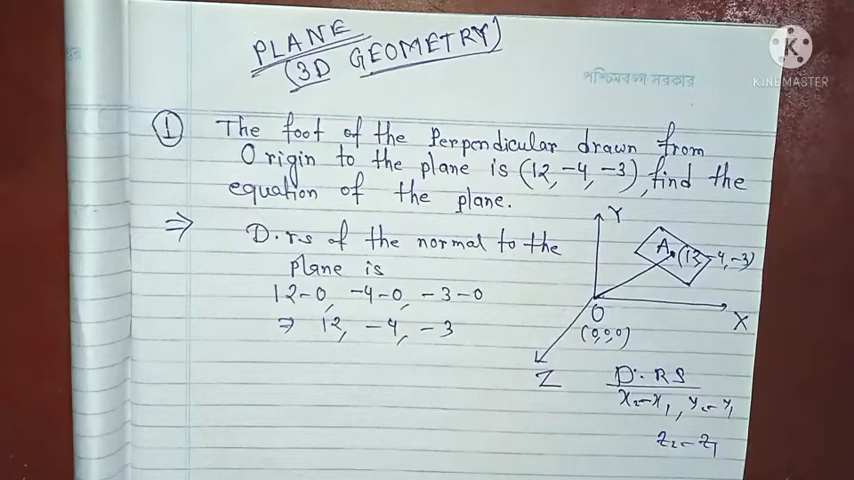 PLANE
(3D GEOMETRY)
পশ্চিমবঙ্গ সরকার
K
KINEMASTER
① The foot of the Perpendicular drawn from
Origin to the plane is (12, -4, -3), find the
equation of the plane.
⇒ D.rs of the normal to the
plane is
12-0, -4-0, -3-0
⇒ 12, -4, -3
Y
A (12, -4, -3)
O
X
(0,0,0)
Z
D.RS
x₂-x₁, y₂-y₁
z₂-z₁